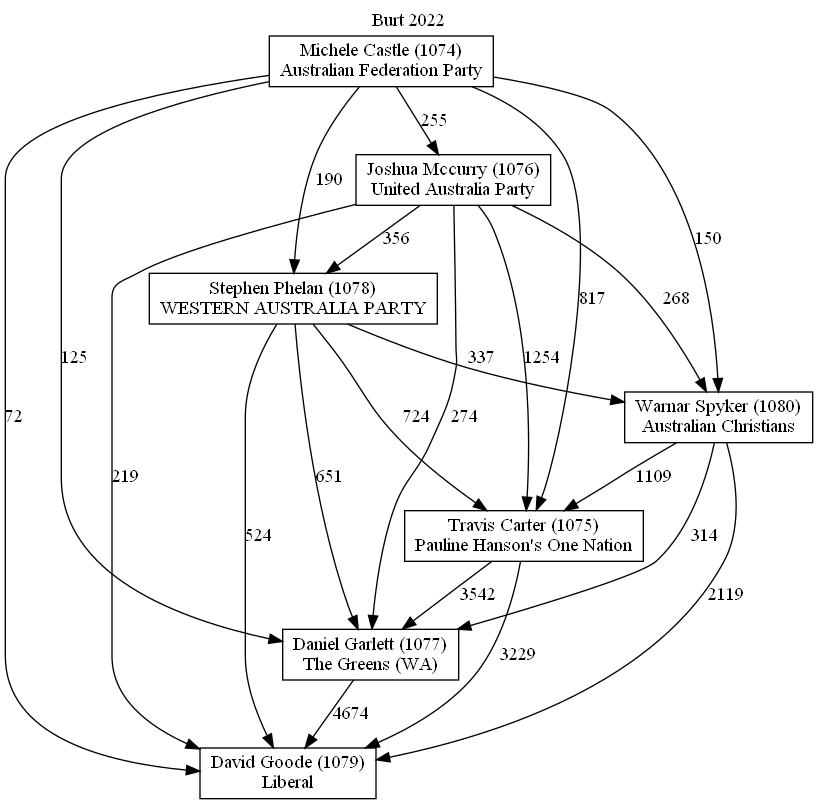 Burt 2022
Michele Castle (1074)
Australian Federation Party
255
Joshua Mccurry (1076)
United Australia Party
190
150
356
268
817
Stephen Phelan (1078)
WESTERN AUSTRALIA PARTY
125
337
1254
72
724
274
Warnar Spyker (1080)
Australian Christians
219
651
1109
524
Travis Carter (1075)
Pauline Hanson's One Nation
314
3542
2119
Daniel Garlett (1077)
The Greens (WA)
3229
4674
David Goode (1079)
Liberal